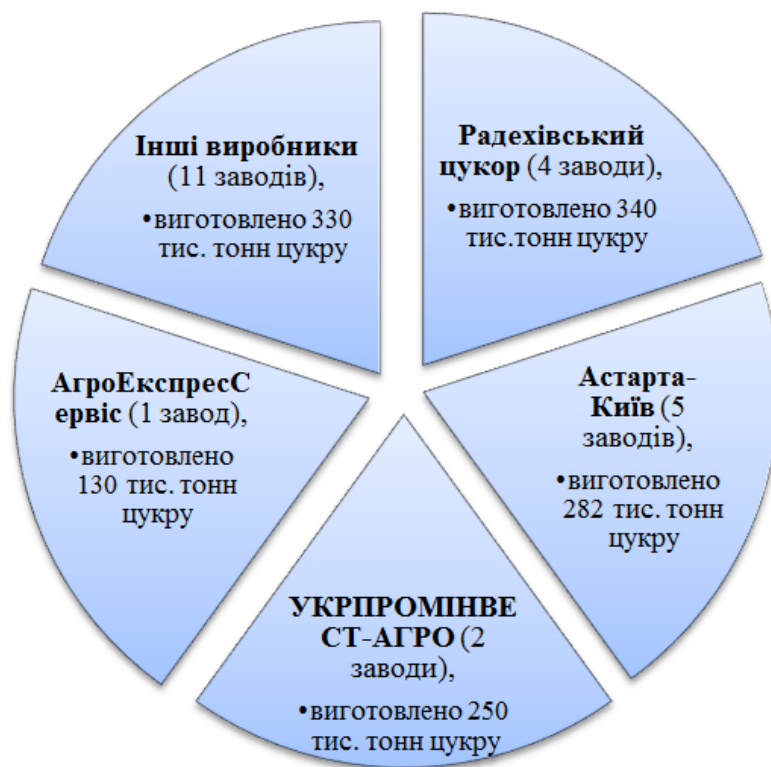 Радехівський
цукор (4 заводи),
•виготовлено 340
тис.тонн цукру
Астарта-
Київ (5
заводів),
•виготовлено
282 тис. тонн
цукру
УКРПРОМІНВЕ
СТ-АГРО (2
заводи),
•виготовлено 250
тис. тонн цукру
АгроЕкспресС
ервіс (1 завод),
•виготовлено
130 тис. тонн
цукру
Інші виробники
(11 заводів),
•виготовлено 330
тис. тонн цукру